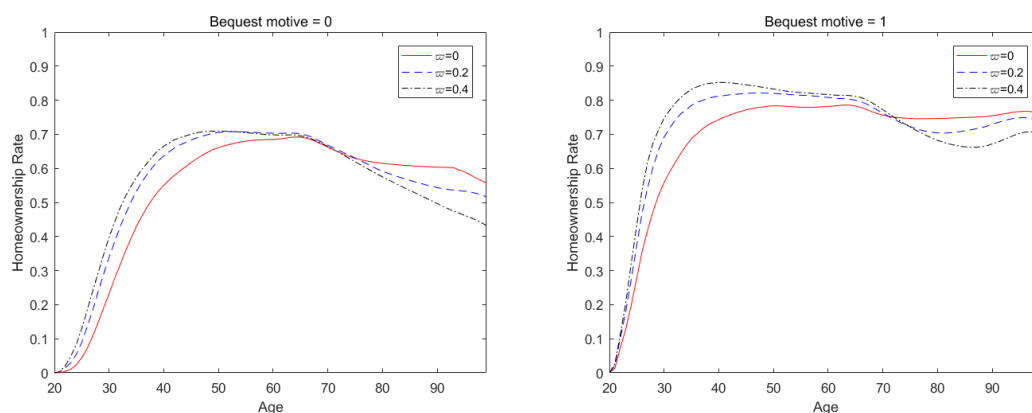 Bequest motive = 0
1
0.9
0.8
0.7
0.6
0.5
0.4
0.3
0.2
0.1
0
Homeownership Rate
20 30 40 50 60 70 80 90
Age
ϖ=0
ϖ=0.2
ϖ=0.4
Bequest motive = 1
1
0.9
0.8
0.7
0.6
0.5
0.4
0.3
0.2
0.1
0
Homeownership Rate
20 30 40 50 60 70 80 90
Age
ϖ=0
ϖ=0.2
ϖ=0.4